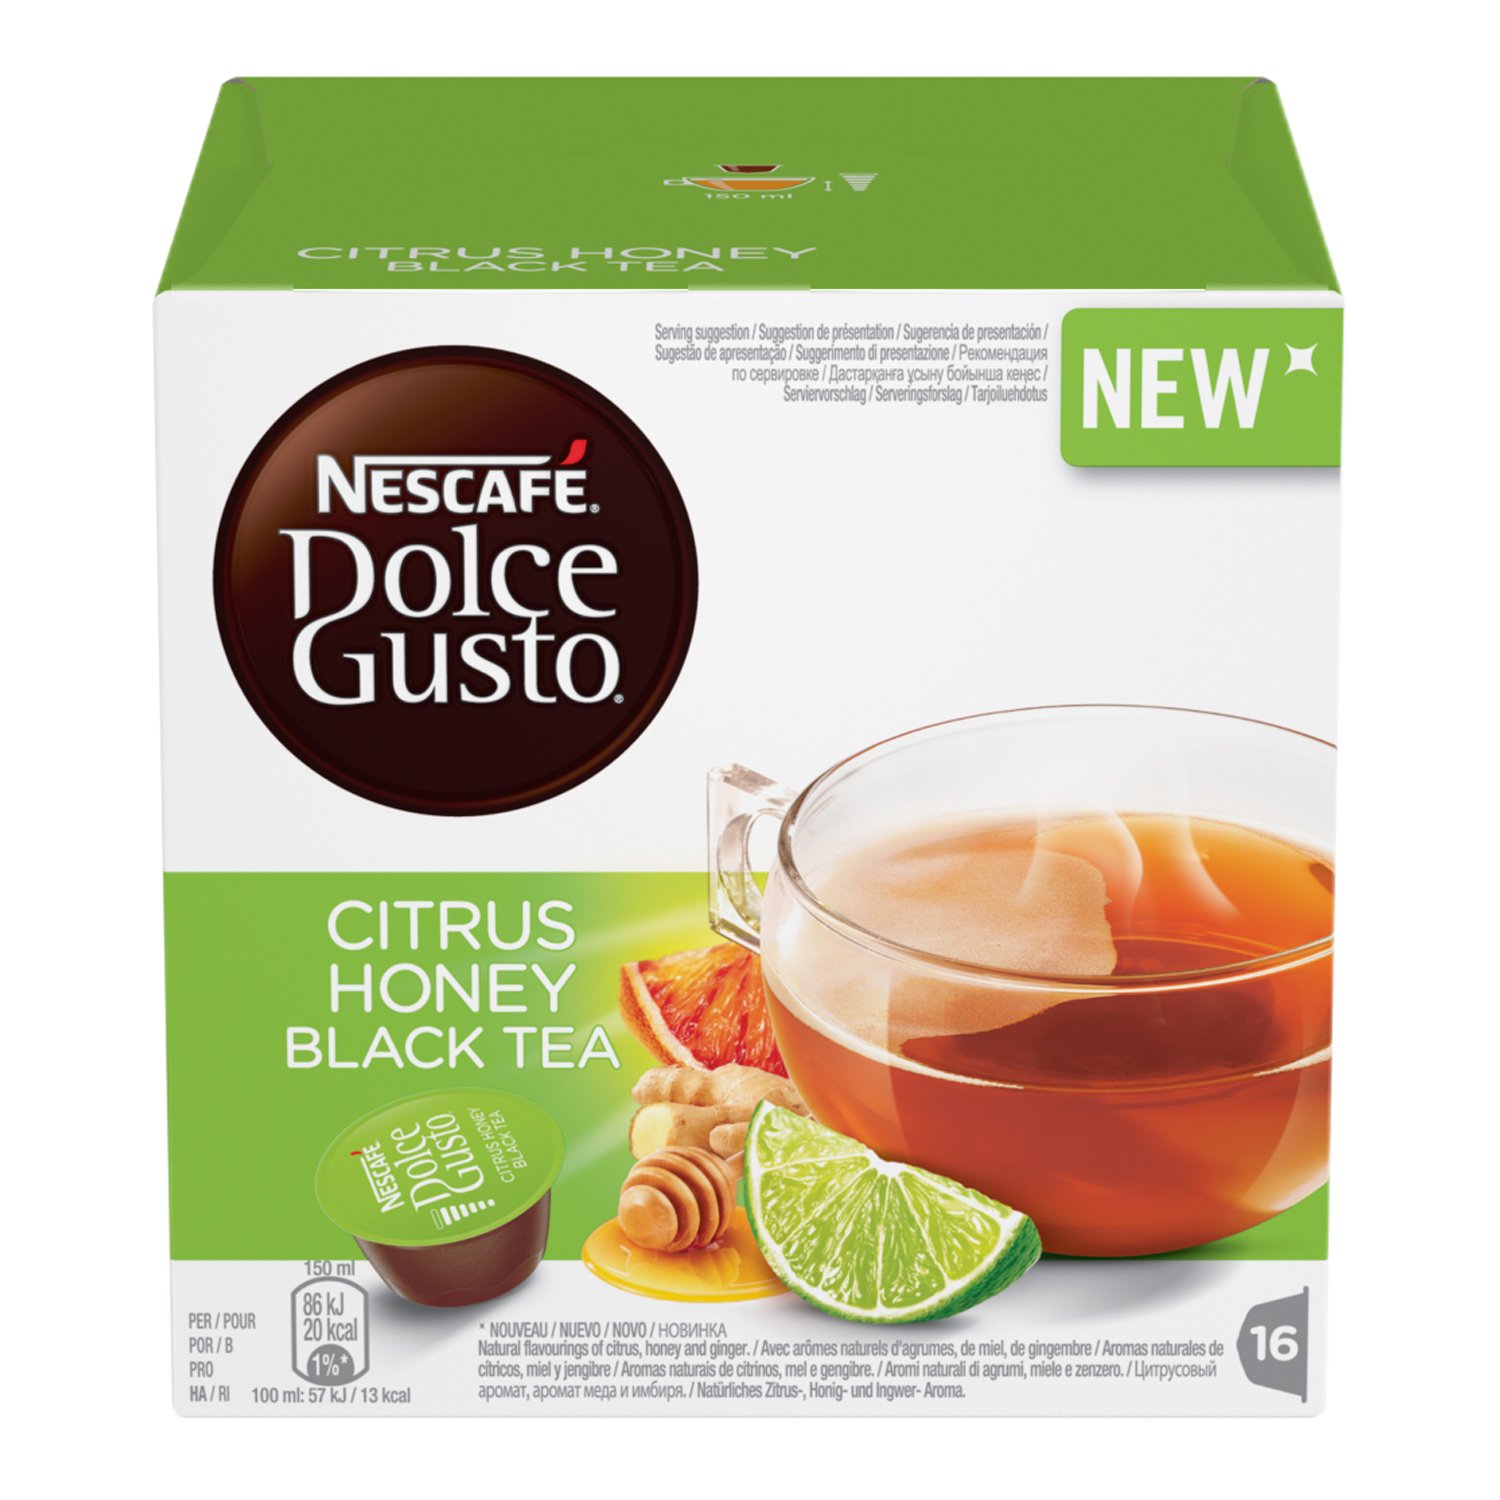 150 ml
CITRUS HONEY
BLACK TEA
Serving suggestion / Suggestion de présentation / Sugerencia de presentación /
Sugestão de apresentação / Suggerimento di presentazione / Рекомендация
по сервировке / Дастарқанға ұсыну бойынша кеңес /
Serviervorschlag / Serveringsforslag / Tarjoiluehdotus
NEW*
NESCAFÉ®
DOLCE
GUSTO®
CITRUS
HONEY
BLACK TEA
NESCAFÉ
DOLCE
GUSTO
CITRUS HONEY
BLACK TEA
150 ml
PER / POUR
POR / B
PRO
HA / RI
86 kJ
20 kcal
1%*
100 ml: 57 kJ / 13 kcal
* NOUVEAU / NUEVO / NOVO / НОВИНКА
Natural flavourings of citrus, honey and ginger. / Avec arômes naturels d'agrumes, de miel, de gingembre / Aromas naturales de
cítricos, miel y jengibre / Aromas naturais de citrinos, mel e gengibre. / Aromi naturali di agrumi, miele e zenzero. / Цитрусовый
аромат, аромат меда и имбиря. / Natürliches Zitrus-, Honig- und Ingwer- Aroma.
16